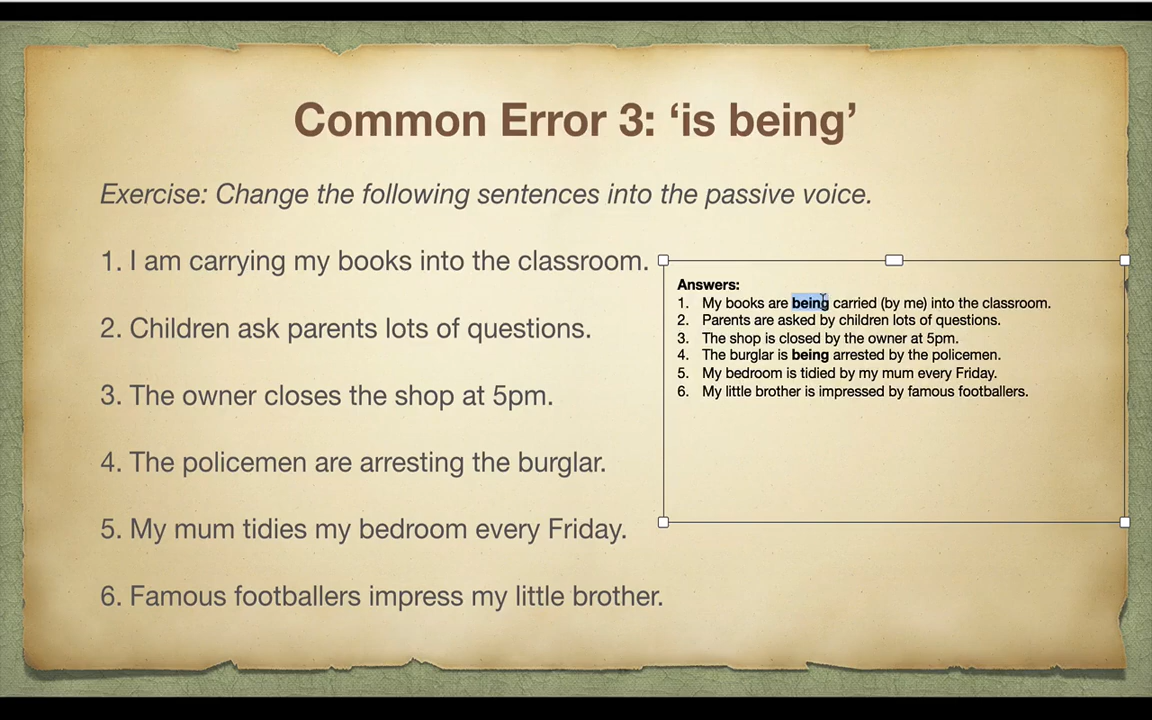 Common Error 3: ‘is being’
Exercise: Change the following sentences into the passive voice.
1. I am carrying my books into the classroom.
2. Children ask parents lots of questions.
3. The owner closes the shop at 5pm.
4. The policemen are arresting the burglar.
5. My mum tidies my bedroom every Friday.
6. Famous footballers impress my little brother.
Answers:
1. My books are being carried (by me) into the classroom.
2. Parents are asked by children lots of questions.
3. The shop is closed by the owner at 5pm.
4. The burglar is being arrested by the policemen.
5. My bedroom is tidied by my mum every Friday.
6. My little brother is impressed by famous footballers.